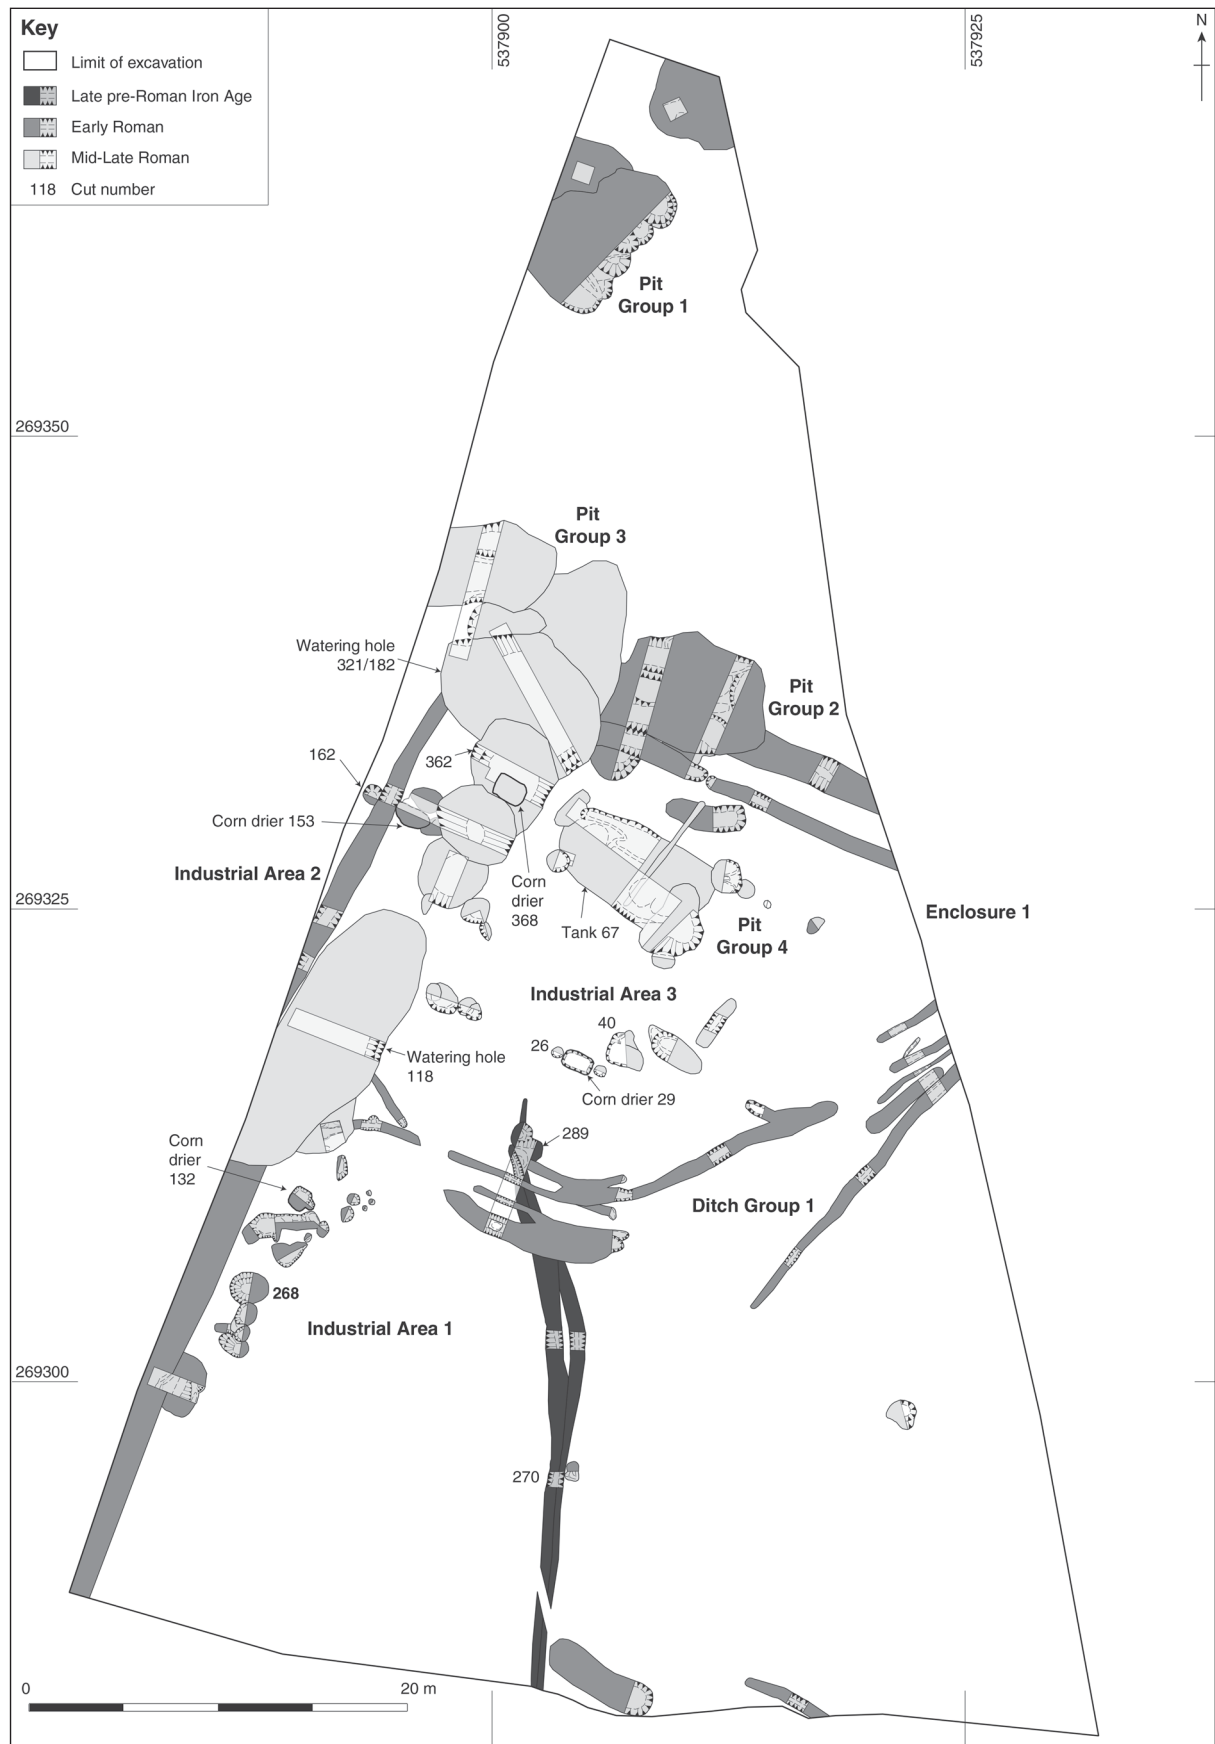 Key
Limit of excavation
Late pre-Roman Iron Age
Early Roman
Mid-Late Roman
118 Cut number
537900
537925
N
Pit
Group 1
269350
Pit
Group 3
Watering hole
321/182
Pit
Group 2
162
362
Corn drier 153
Industrial Area 2
Corn
drier
368
269325
Tank 67
Pit
Group 4
Enclosure 1
Industrial Area 3
40
26
Watering hole
118
Corn drier 29
Corn
drier
132
289
Ditch Group 1
268
Industrial Area 1
269300
270
0
20 m